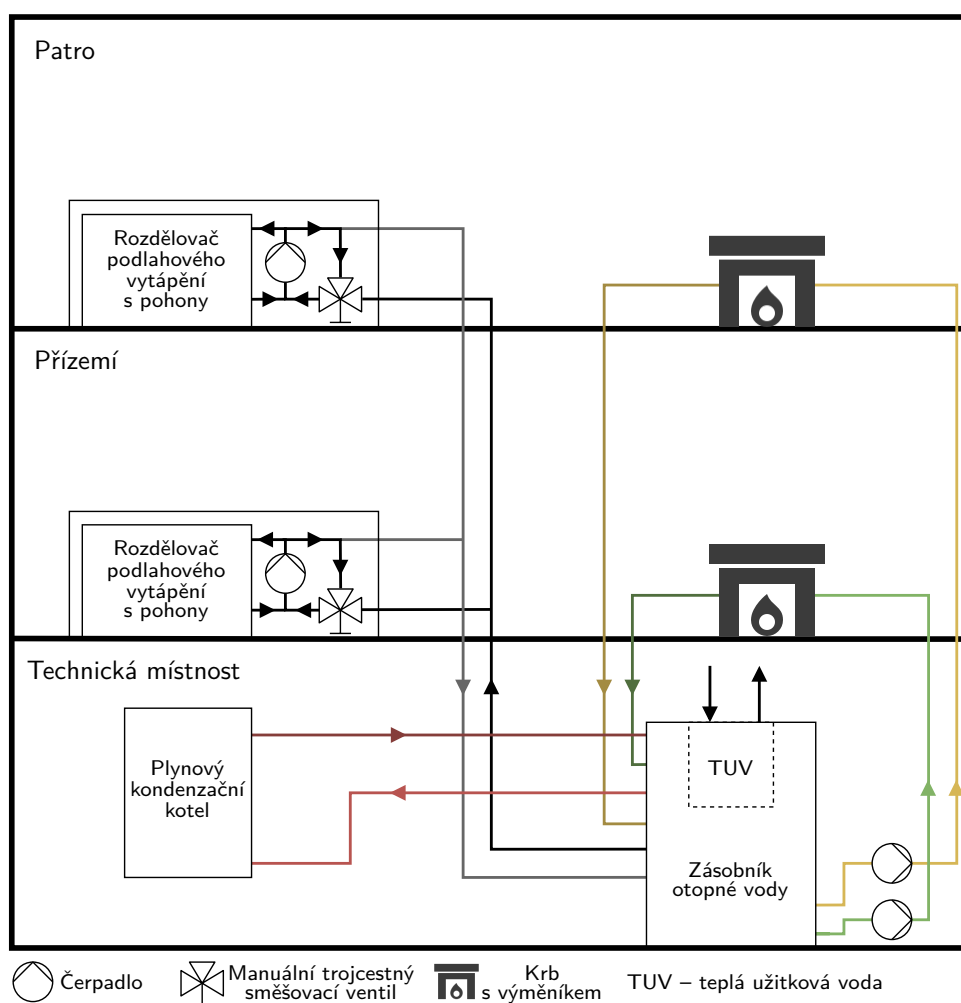 Patro
Rozdělovač
podlahového
vytápění
s pohony
Přízemí
Rozdělovač
podlahového
vytápění
s pohony
Technická místnost
Plynový
kondenzační
kotel
TUV
Zásobník
otopné vody
Čerpadlo
Manuální trojcestný
směšovací ventil
Krb
s výměníkem
TUV – teplá užitková voda